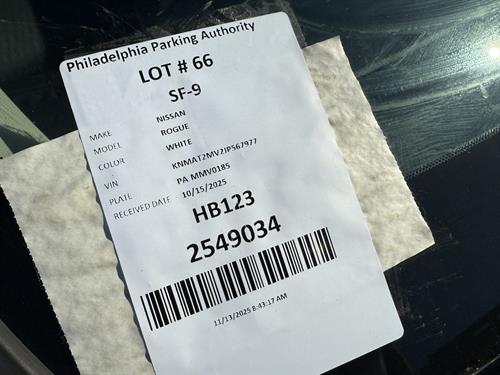 Philadelphia Parking Authority
LOT # 66
SF-9
MAKE NISSAN
MODEL ROGUE
COLOR WHITE
VIN KNMAT2MV2JP567977
PLATE PA MMV0185
RECEIVED DATE 10/15/2025
HB123
2549034
11/13/2025 8:43:17 AM